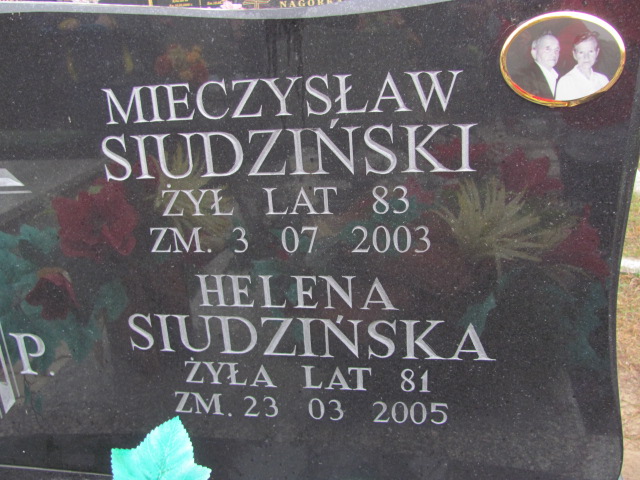 MIECZYSŁAW
SIUDZIŃSKI
ŻYŁ LAT 83
ZM. 3 07 2003
HELENA
SIUDZIŃSKA
ŻYŁA LAT 81
ZM. 23 03 2005
P.